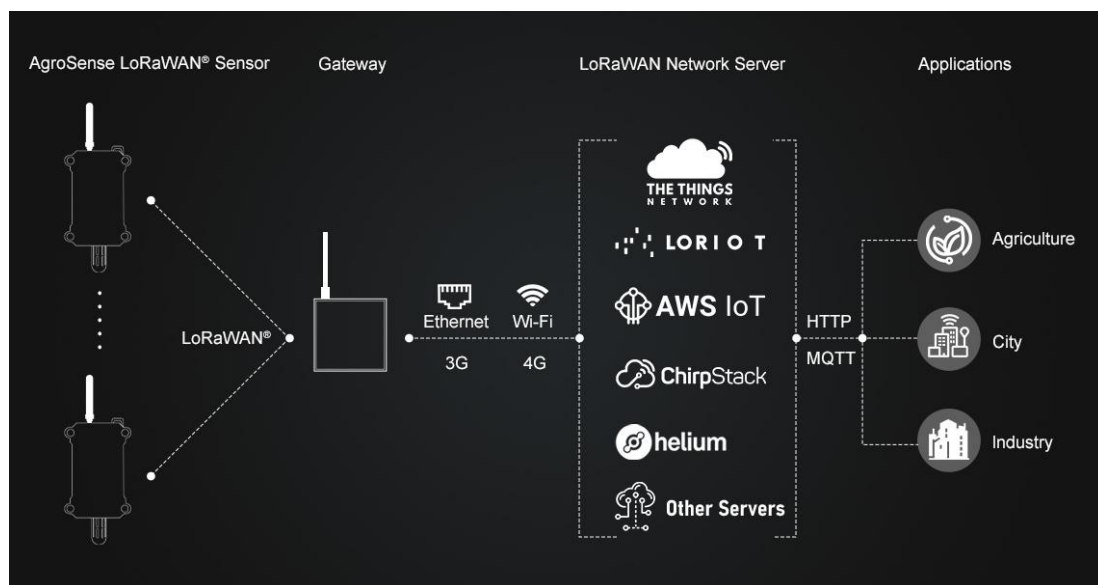 AgroSense LoRaWAN® Sensor
Gateway
LoRaWAN Network Server
Applications
LoRaWAN®
Ethernet
Wi-Fi
3G
4G
THE THINGS
NETWORK
LORIOT
AWS IoT
ChirpStack
helium
Other Servers
HTTP
MQTT
Agriculture
City
Industry